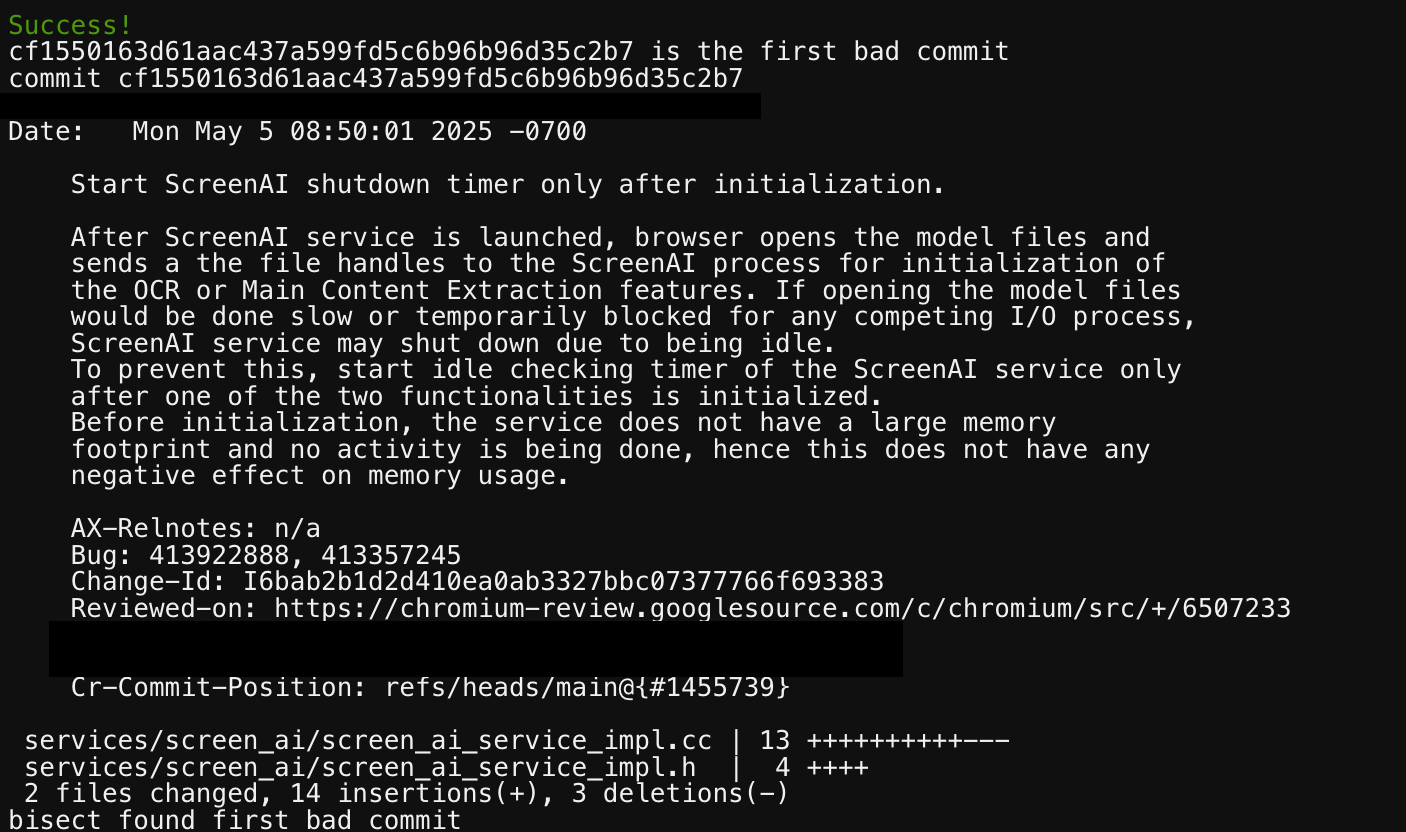 Success!
cf1550163d61aac437a599fd5c6b96b96d35c2b7 is the first bad commit
commit cf1550163d61aac437a599fd5c6b96b96d35c2b7
Date:   Mon May 5 08:50:01 2025 -0700
Start ScreenAI shutdown timer only after initialization.
After ScreenAI service is launched, browser opens the model files and
sends a the file handles to the ScreenAI process for initialization of
the OCR or Main Content Extraction features. If opening the model files
would be done slow or temporarily blocked for any competing I/O process,
ScreenAI service may shut down due to being idle.
To prevent this, start idle checking timer of the ScreenAI service only
after one of the two functionalities is initialized.
Before initialization, the service does not have a large memory
footprint and no activity is being done, hence this does not have any
negative effect on memory usage.
AX-Relnotes: n/a
Bug: 413922888, 413357245
Change-Id: I6bab2b1d2d410ea0ab3327bbc07377766f693383
Reviewed-on: https://chromium-review.googlesource.com/c/chromium/src/+/6507233
Cr-Commit-Position: refs/heads/main@{#1455739}
services/screen_ai/screen_ai_service_impl.cc | 13 ++++++++++---
services/screen_ai/screen_ai_service_impl.h  |  4 ++++
2 files changed, 14 insertions(+), 3 deletions(-)
bisect found first bad commit